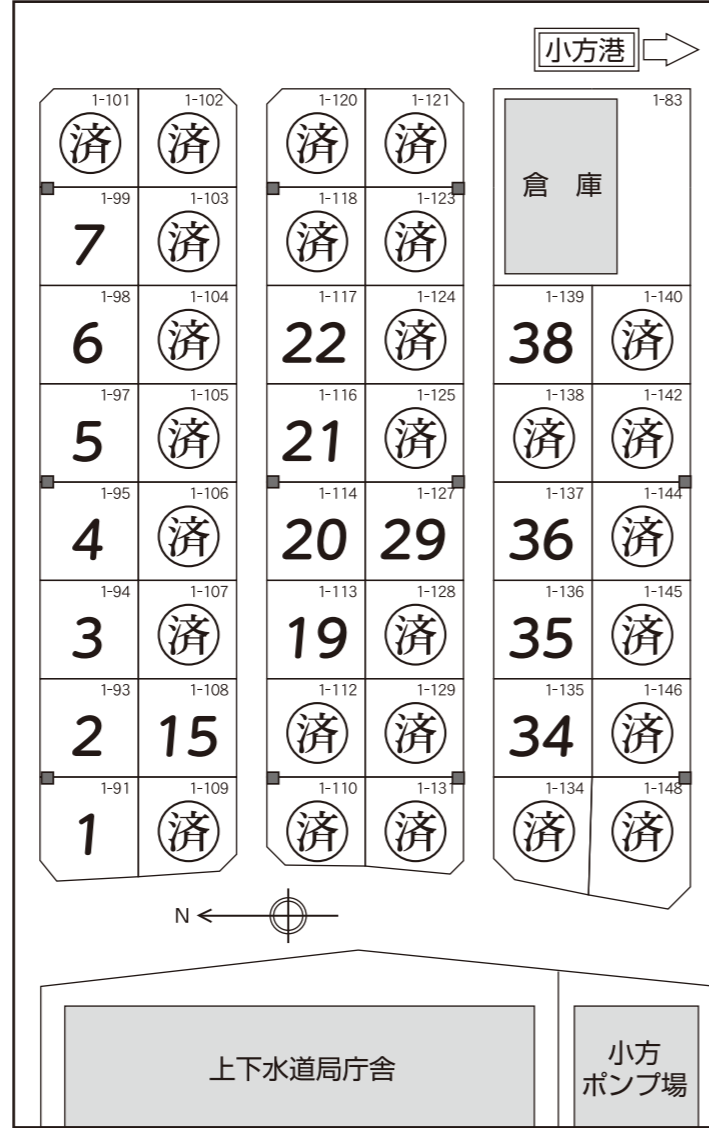 小方港
1-101 1-102 1-120 1-121 1-83
済 済 済 済
倉 庫
1-99 1-103 1-118 1-123
7 済 済 済
1-98 1-104 1-117 1-124 1-139 1-140
6 済 22 済 38 済
1-97 1-105 1-116 1-125 1-138 1-142
5 済 21 済 済 済
1-95 1-106 1-114 1-127 1-137 1-144
4 済 20 29 36 済
1-94 1-107 1-113 1-128 1-136 1-145
3 済 19 済 35 済
1-93 1-108 1-112 1-129 1-135 1-146
2 15 済 済 34 済
1-91 1-109 1-110 1-131 1-134 1-148
1 済 済 済 済 済
N
上下水道局庁舎
小方
ポンプ場